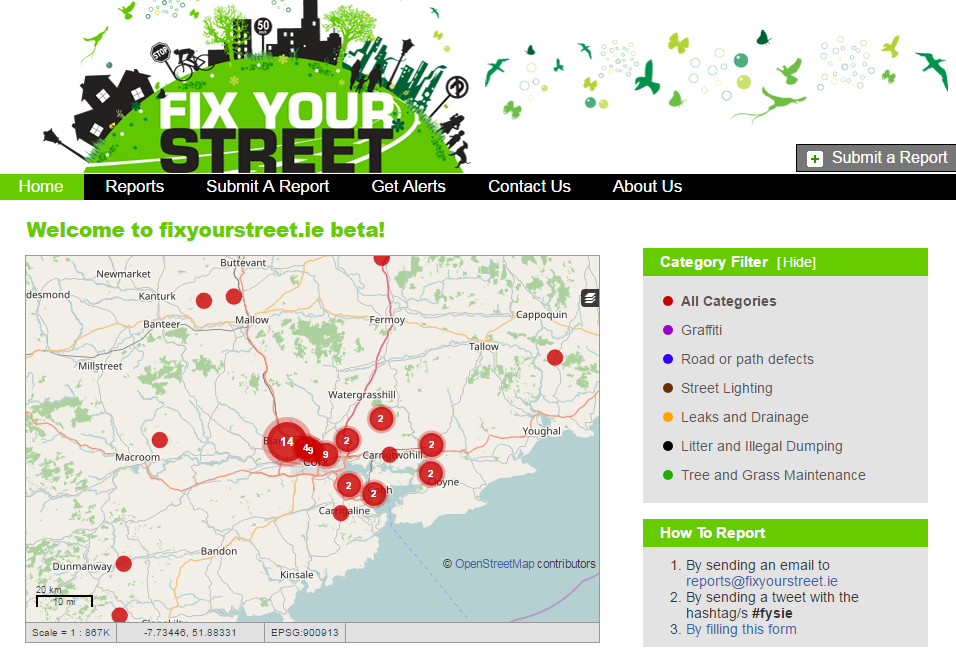 STOP
50
FIX YOUR
STREET
Submit a Report
Home
Reports
Submit A Report
Get Alerts
Contact Us
About Us
Welcome to fixyourstreet.ie beta!
Buttevant
Newmarket
desmond
Kanturk
Mallow
Fermoy
Cappoquin
Banteer
Tallow
Millstreet
Watergrasshill
2
Youghal
14
2
2
9
Macroom
Carrigtwohill
2
Cloyne
2
2
Carrigaline
Bandon
Dunmanway
Kinsale
© OpenStreetMap contributors
20 km
10 mi
Scale = 1 : 867K
-7.73446, 51.88331
EPSG:900913
Category Filter [Hide]
All Categories
Graffiti
Road or path defects
Street Lighting
Leaks and Drainage
Litter and Illegal Dumping
Tree and Grass Maintenance
How To Report
1. By sending an email to
reports@fixyourstreet.ie
2. By sending a tweet with the
hashtag/s #fysie
3. By filling this form